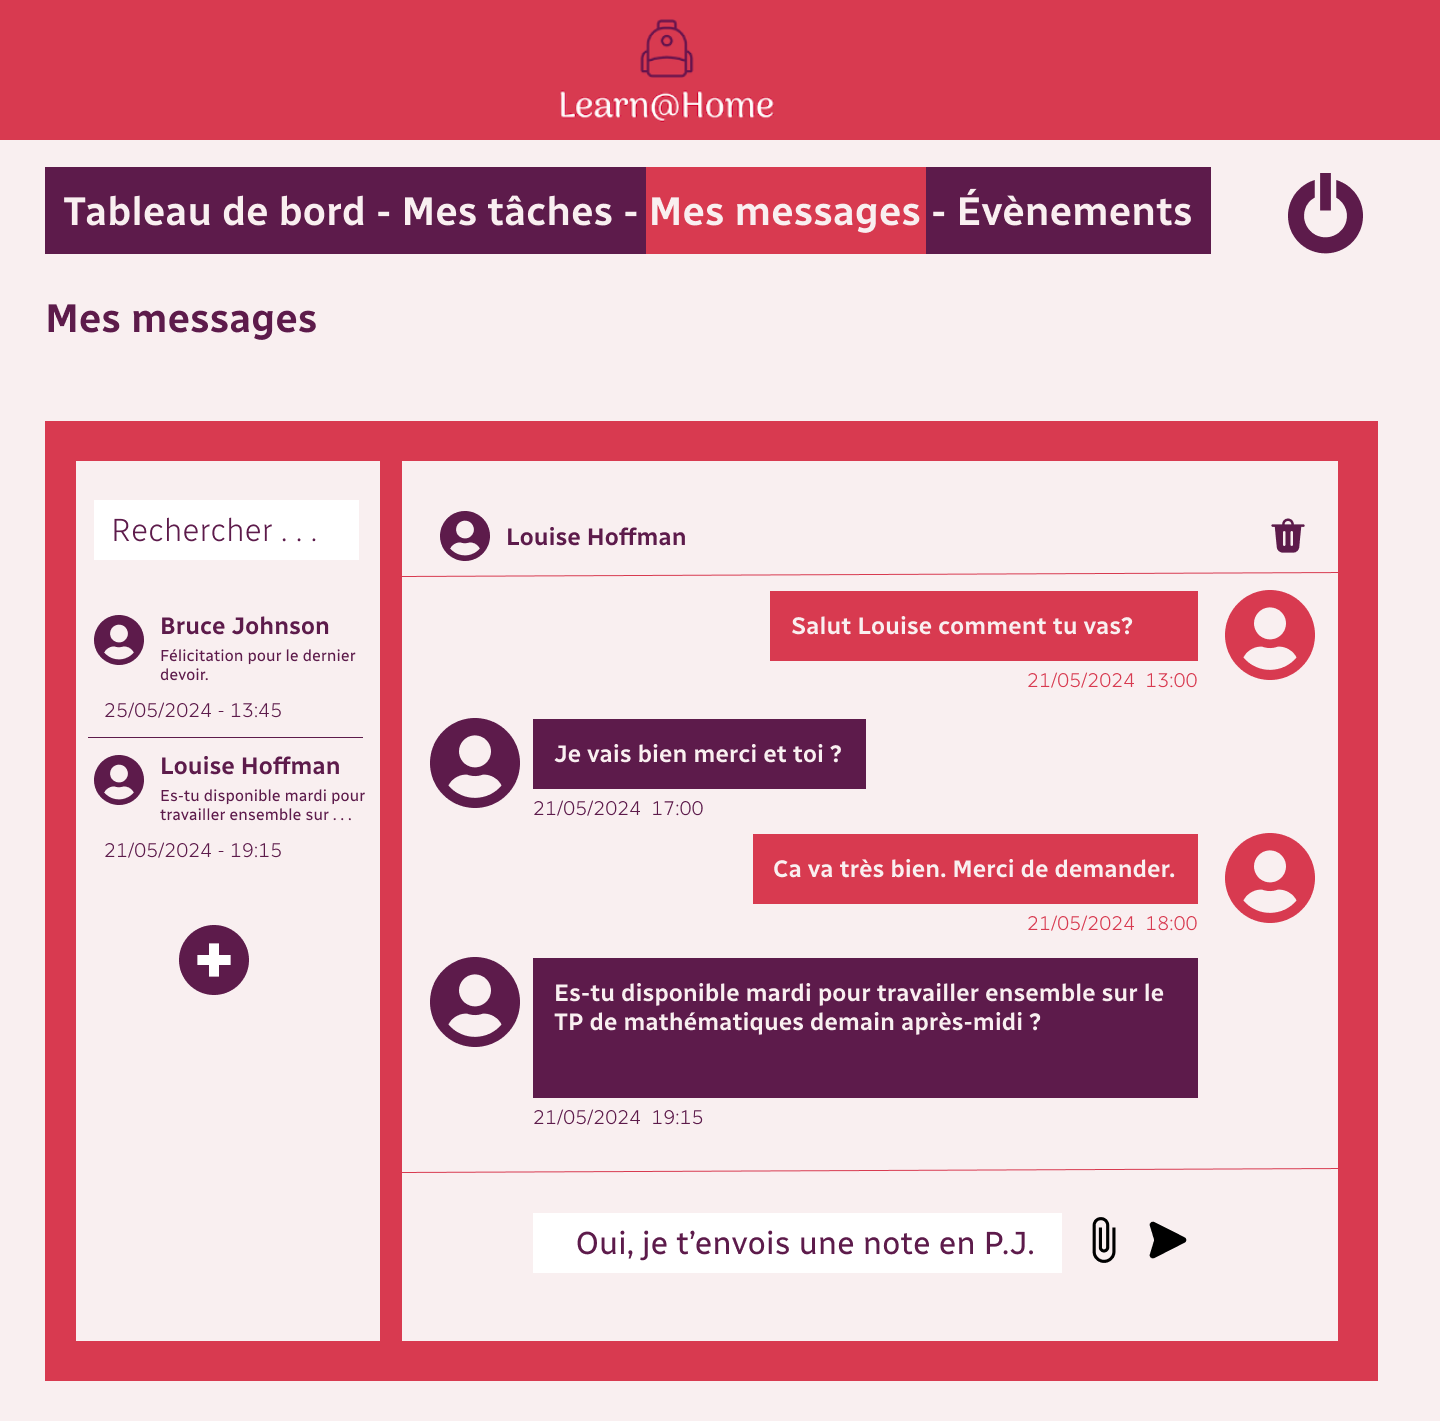 Learn@Home
Tableau de bord - Mes tâches - Mes messages - Évènements
Mes messages
Rechercher . . .
Bruce Johnson
Félicitation pour le dernier
devoir.
25/05/2024 - 13:45
Louise Hoffman
Es-tu disponible mardi pour
travailler ensemble sur . . .
21/05/2024 - 19:15
Louise Hoffman
Salut Louise comment tu vas?
21/05/2024 13:00
Je vais bien merci et toi ?
21/05/2024 17:00
Ca va très bien. Merci de demander.
21/05/2024 18:00
Es-tu disponible mardi pour travailler ensemble sur le
TP de mathématiques demain après-midi ?
21/05/2024 19:15
Oui, je t’envois une note en P.J.